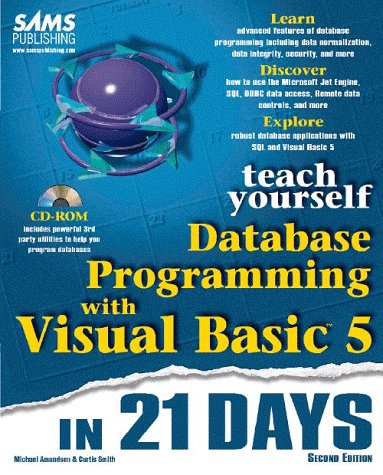 SAMS
PUBLISHING
www.samspublishing.com
Learn
advanced features of database
programming including data normalization,
data integrity, security, and more
Discover
how to use the Microsoft Jet Engine,
SQL, ODBC data access, Remote data
controls, and more
Explore
robust database applications with
SQL and Visual Basic 5
CD-ROM
Includes powerful 3rd
party utilities to help you
program databases
teach
yourself
Database
Programming
with
Visual Basic™ 5
IN 21 DAYS
Michael Amundsen & Curtis Smith
SECOND EDITION